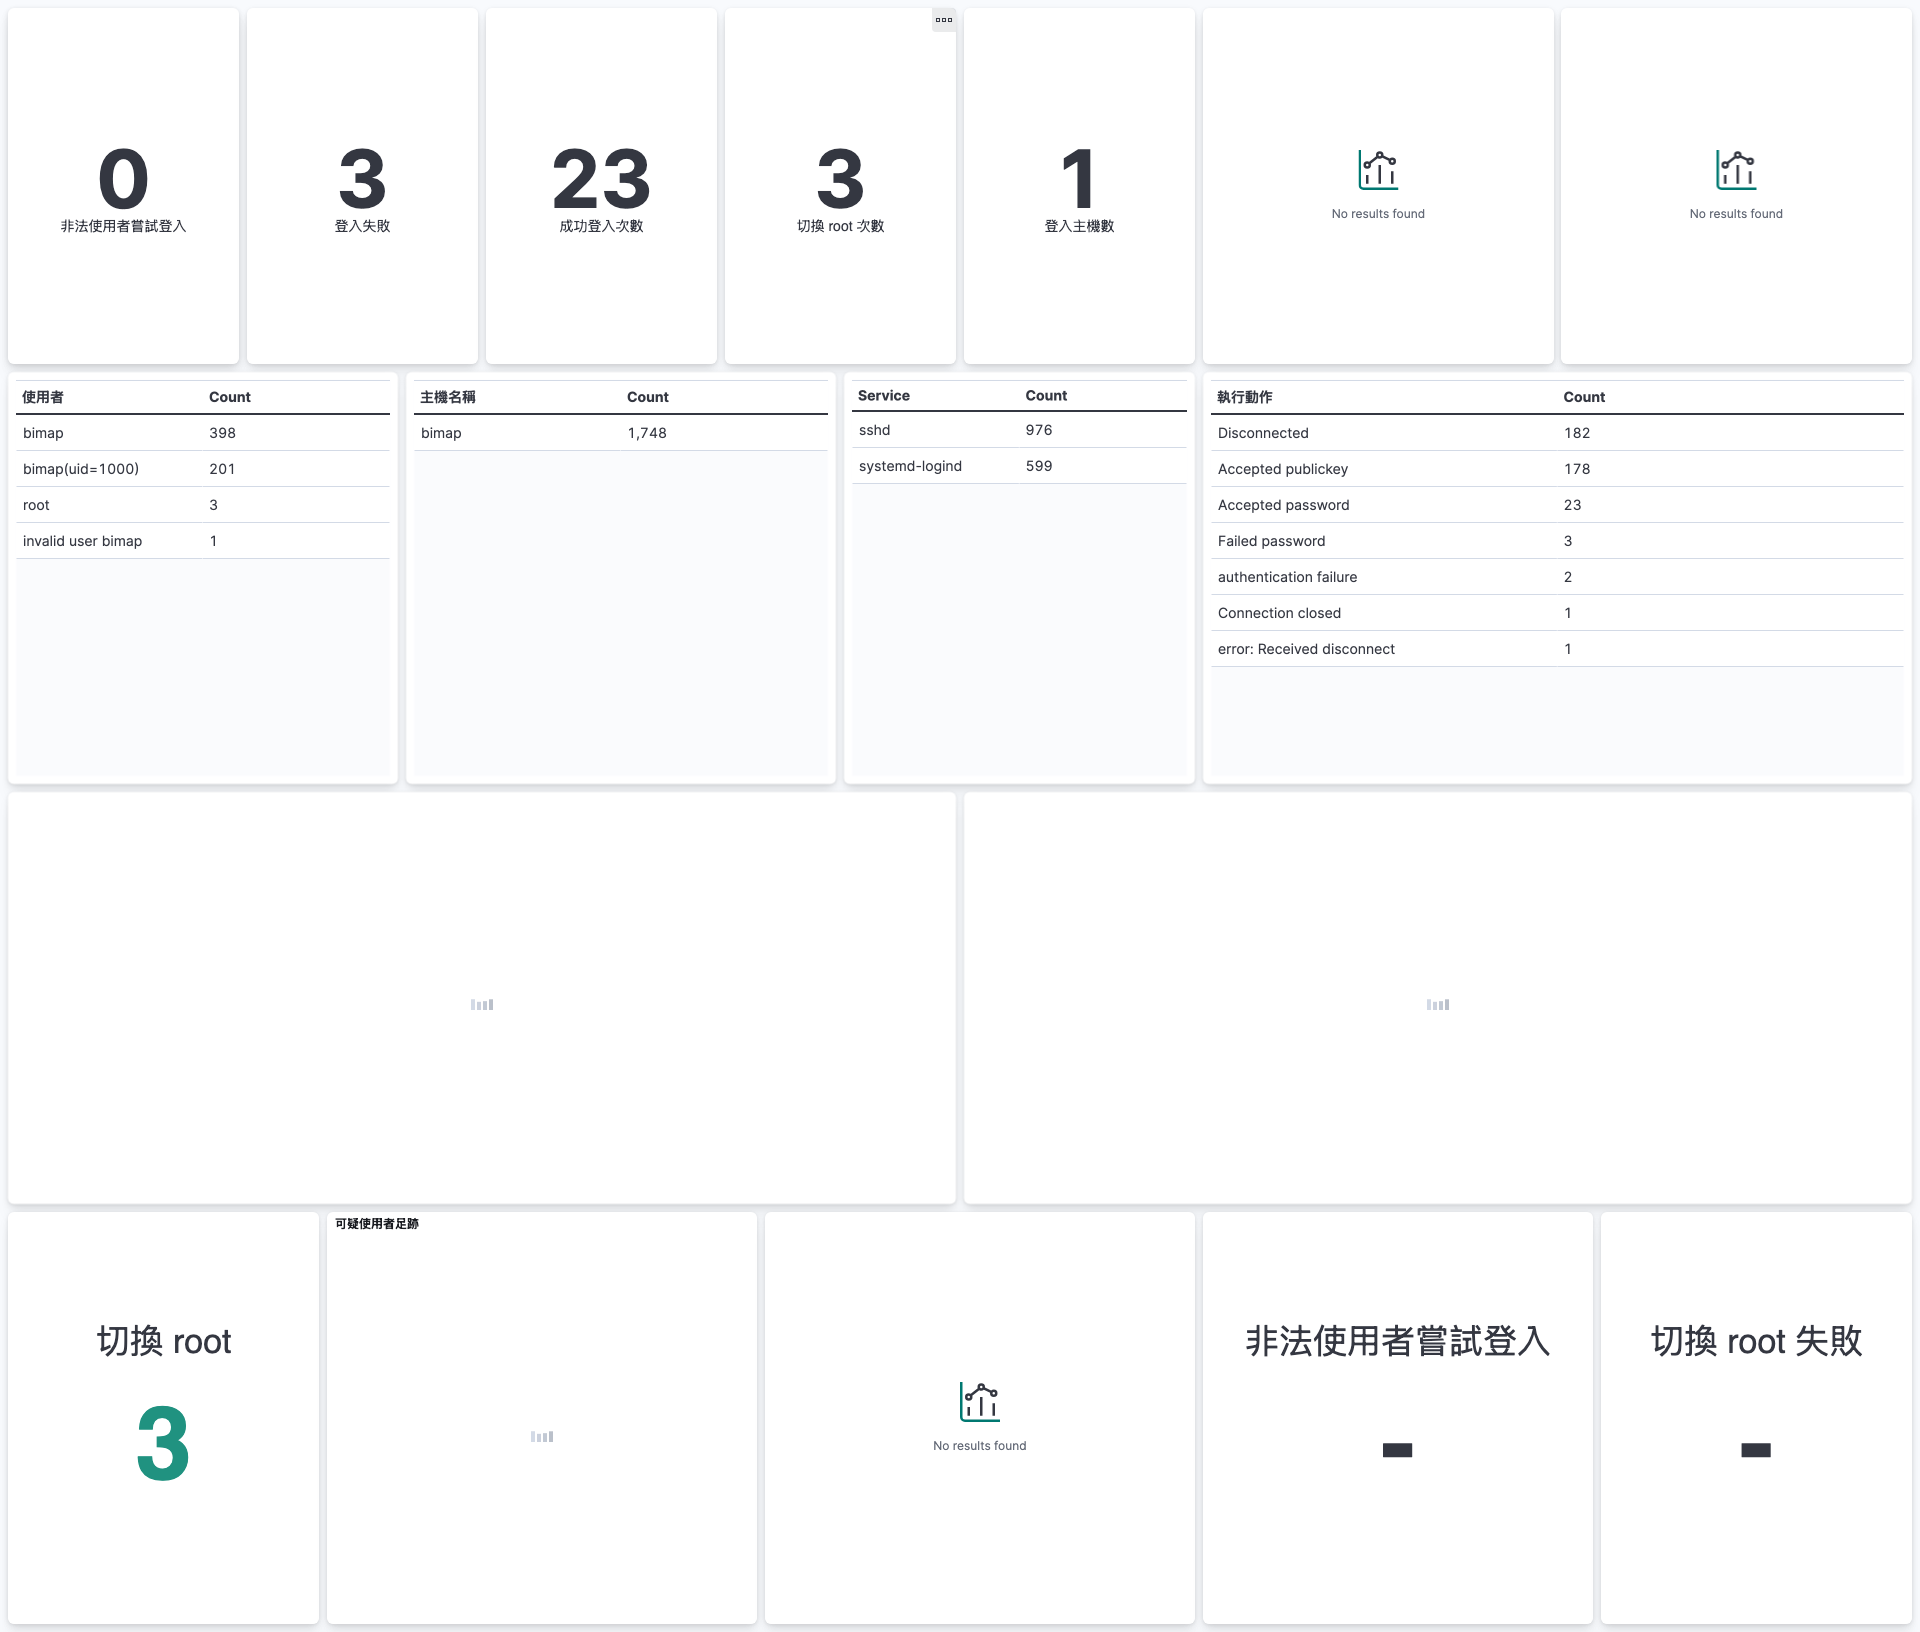 0
非法使用者嘗試登入
3
登入失敗
23
成功登入次數
3
切換 root 次數
1
登入主機數
No results found
No results found
使用者 Count
bimap 398
bimap(uid=1000) 201
root 3
invalid user bimap 1
主機名稱 Count
bimap 1,748
Service Count
sshd 976
systemd-logind 599
執行動作 Count
Disconnected 182
Accepted publickey 178
Accepted password 23
Failed password 3
authentication failure 2
Connection closed 1
error: Received disconnect 1
切換 root
3
可疑使用者足跡
No results found
非法使用者嘗試登入
-
切換 root 失敗
-